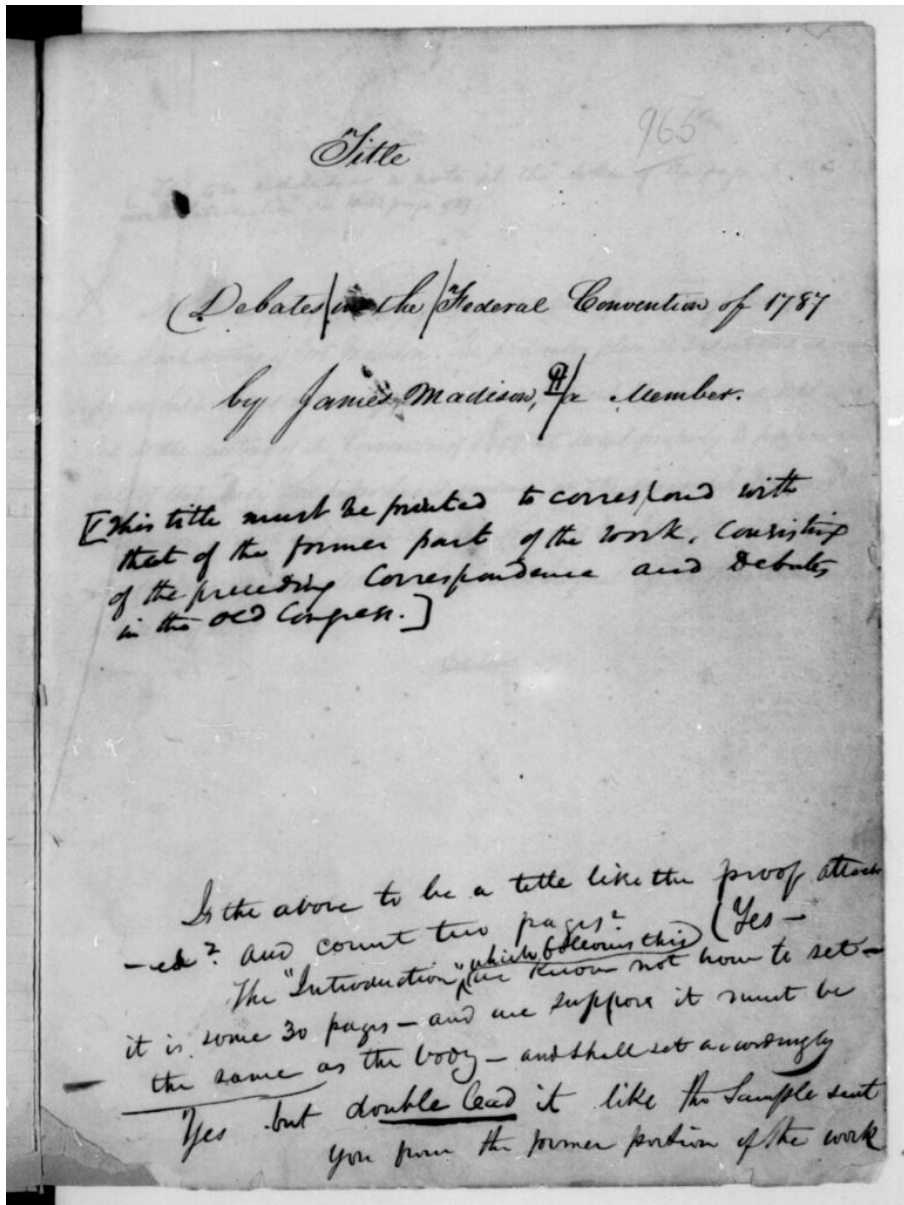 965
Title
Debates in the Federal Convention of 1787
by James Madison, a Member.
[This title must be printed to correspond with
that of the former part of the work, consisting
of the preceding Correspondence and Debates
in the old Congress.]
Is the above to be a title like the proof attach
-ed? and count two pages? (Yes —
which follows this
The "Introduction", we know not how to set —
it is some 30 pages — and we suppose it must be
the same as the body — and shall set accordingly
Yes but double lead it like the Sample sent
you from the former portion of the work